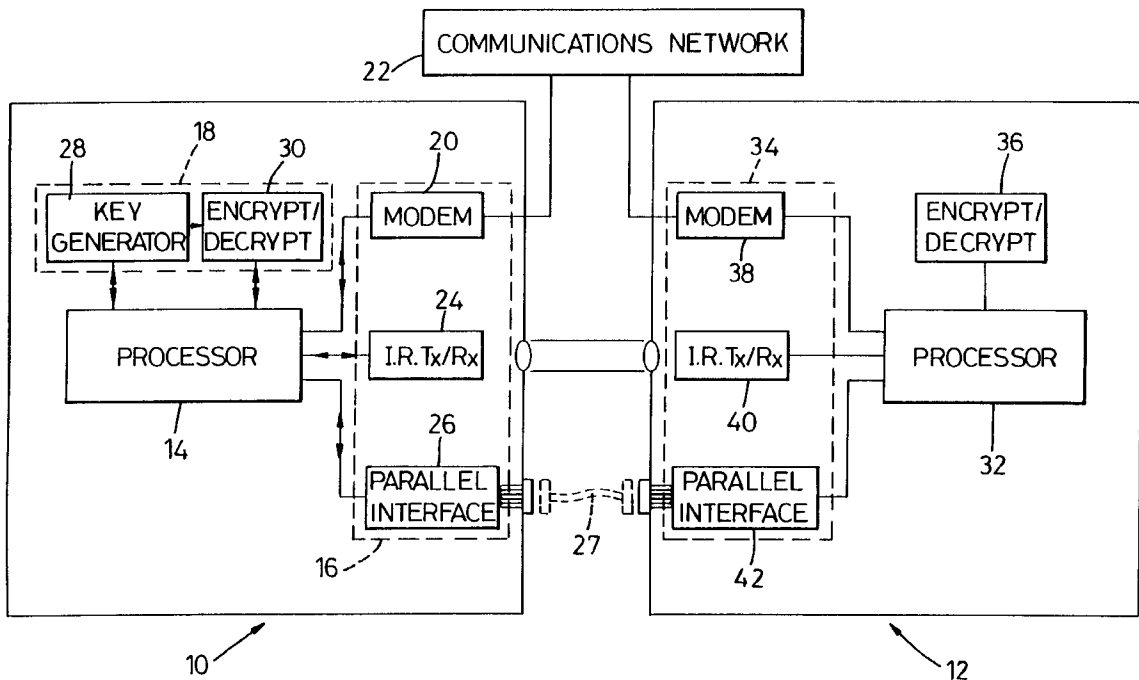 COMMUNICATIONS NETWORK
22
28
18
30
20
34
36
KEY
GENERATOR
ENCRYPT/
DECRYPT
MODEM
MODEM
38
ENCRYPT/
DECRYPT
24
PROCESSOR
I.R. Tx/Rx
I.R. Tx/Rx
PROCESSOR
14
40
32
26
PARALLEL
INTERFACE
PARALLEL
INTERFACE
16
27
42
10
12